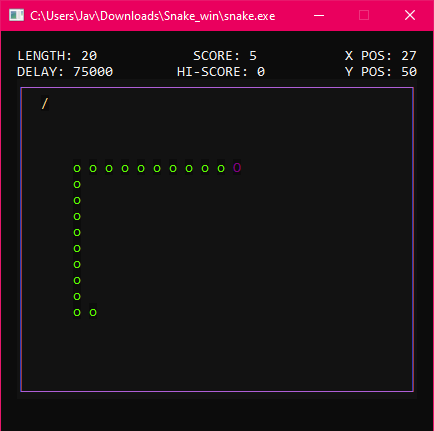 C:\Users\Jav\Downloads\Snake_win\snake.exe
LENGTH: 20 SCORE: 5 X POS: 27
DELAY: 75000 HI-SCORE: 0 Y POS: 50
/
o o o o o o o o o o O
o
o
o
o
o
o
o
o
o o